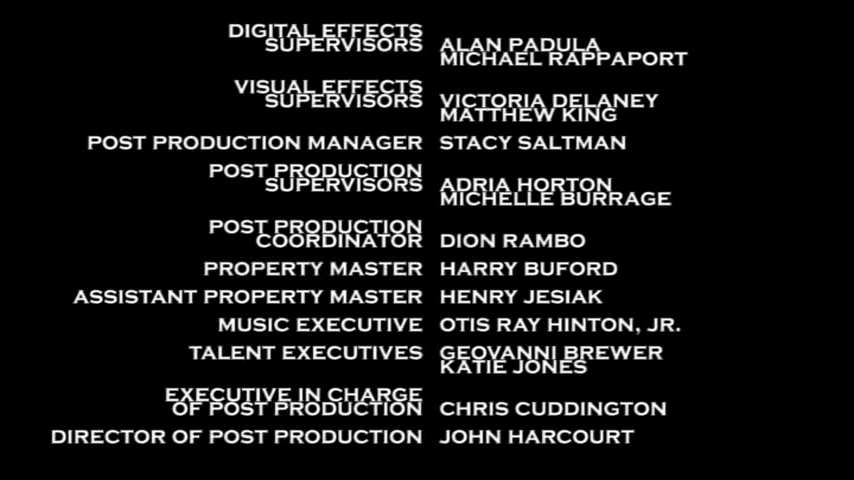 DIGITAL EFFECTS
SUPERVISORS ALAN PADULA
MICHAEL RAPPAPORT
VISUAL EFFECTS
SUPERVISORS VICTORIA DELANEY
MATTHEW KING
POST PRODUCTION MANAGER STACY SALTMAN
POST PRODUCTION
SUPERVISORS ADRIA HORTON
MICHELLE BURRAGE
POST PRODUCTION
COORDINATOR DION RAMBO
PROPERTY MASTER HARRY BUFORD
ASSISTANT PROPERTY MASTER HENRY JESIAK
MUSIC EXECUTIVE OTIS RAY HINTON, JR.
TALENT EXECUTIVES GEOVANNI BREWER
KATIE JONES
EXECUTIVE IN CHARGE
OF POST PRODUCTION CHRIS CUDDINGTON
DIRECTOR OF POST PRODUCTION JOHN HARCOURT